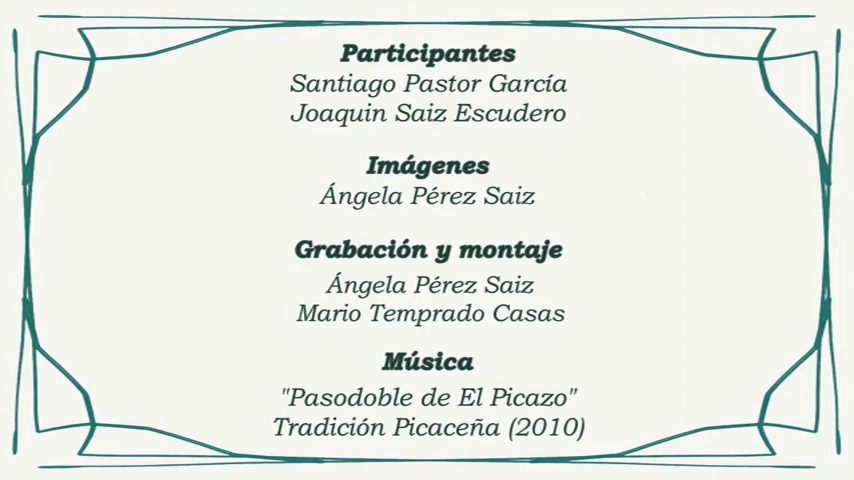 Participantes
Santiago Pastor García
Joaquin Saiz Escudero
Imágenes
Ángela Pérez Saiz
Grabación y montaje
Ángela Pérez Saiz
Mario Temprado Casas
Música
"Pasodoble de El Picazo"
Tradición Picaceña (2010)